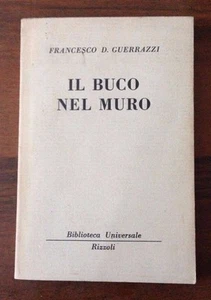 FRANCESCO D. GUERRAZZI
IL BUCO
NEL MURO
Biblioteca Universale
Rizzoli